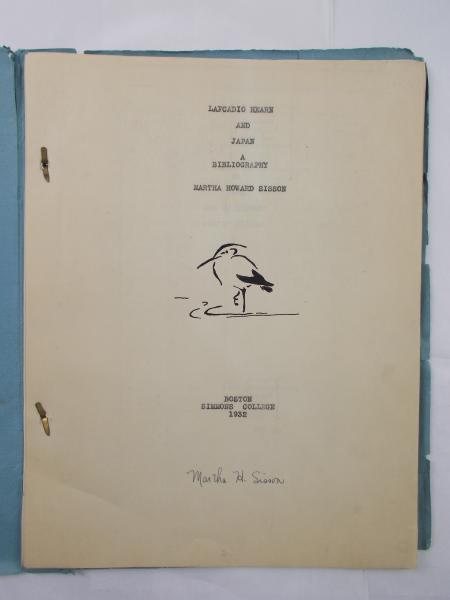 LAFCADIO HEARN
AND
JAPAN
A
BIBLIOGRAPHY
MARTHA HOWARD SISSON
BOSTON
SIMMONS COLLEGE
1932
Martha H. Sisson